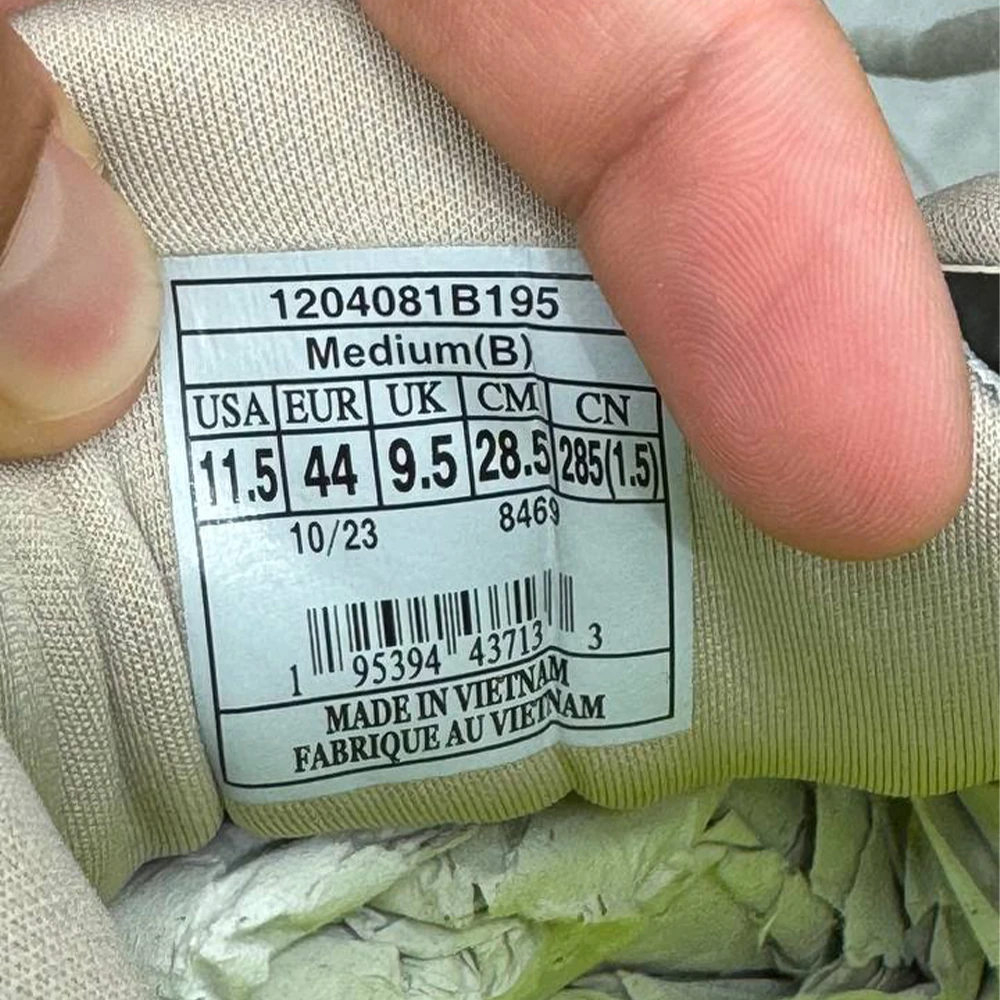 1204081B195
Medium(B)
USA EUR UK CM CN
11.5 44 9.5 28.5 285(1.5)
10/23 8469
1 95394 43713 3
MADE IN VIETNAM
FABRIQUE AU VIETNAM